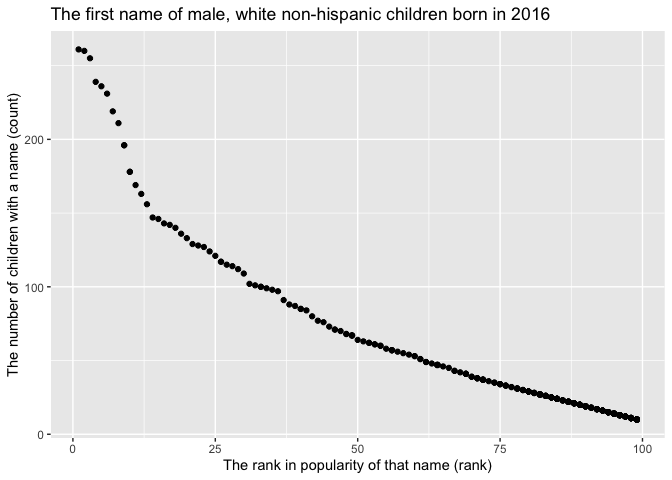 The first name of male, white non-hispanic children born in 2016
The number of children with a name (count)
200
100
0
0
25
50
75
100
The rank in popularity of that name (rank)